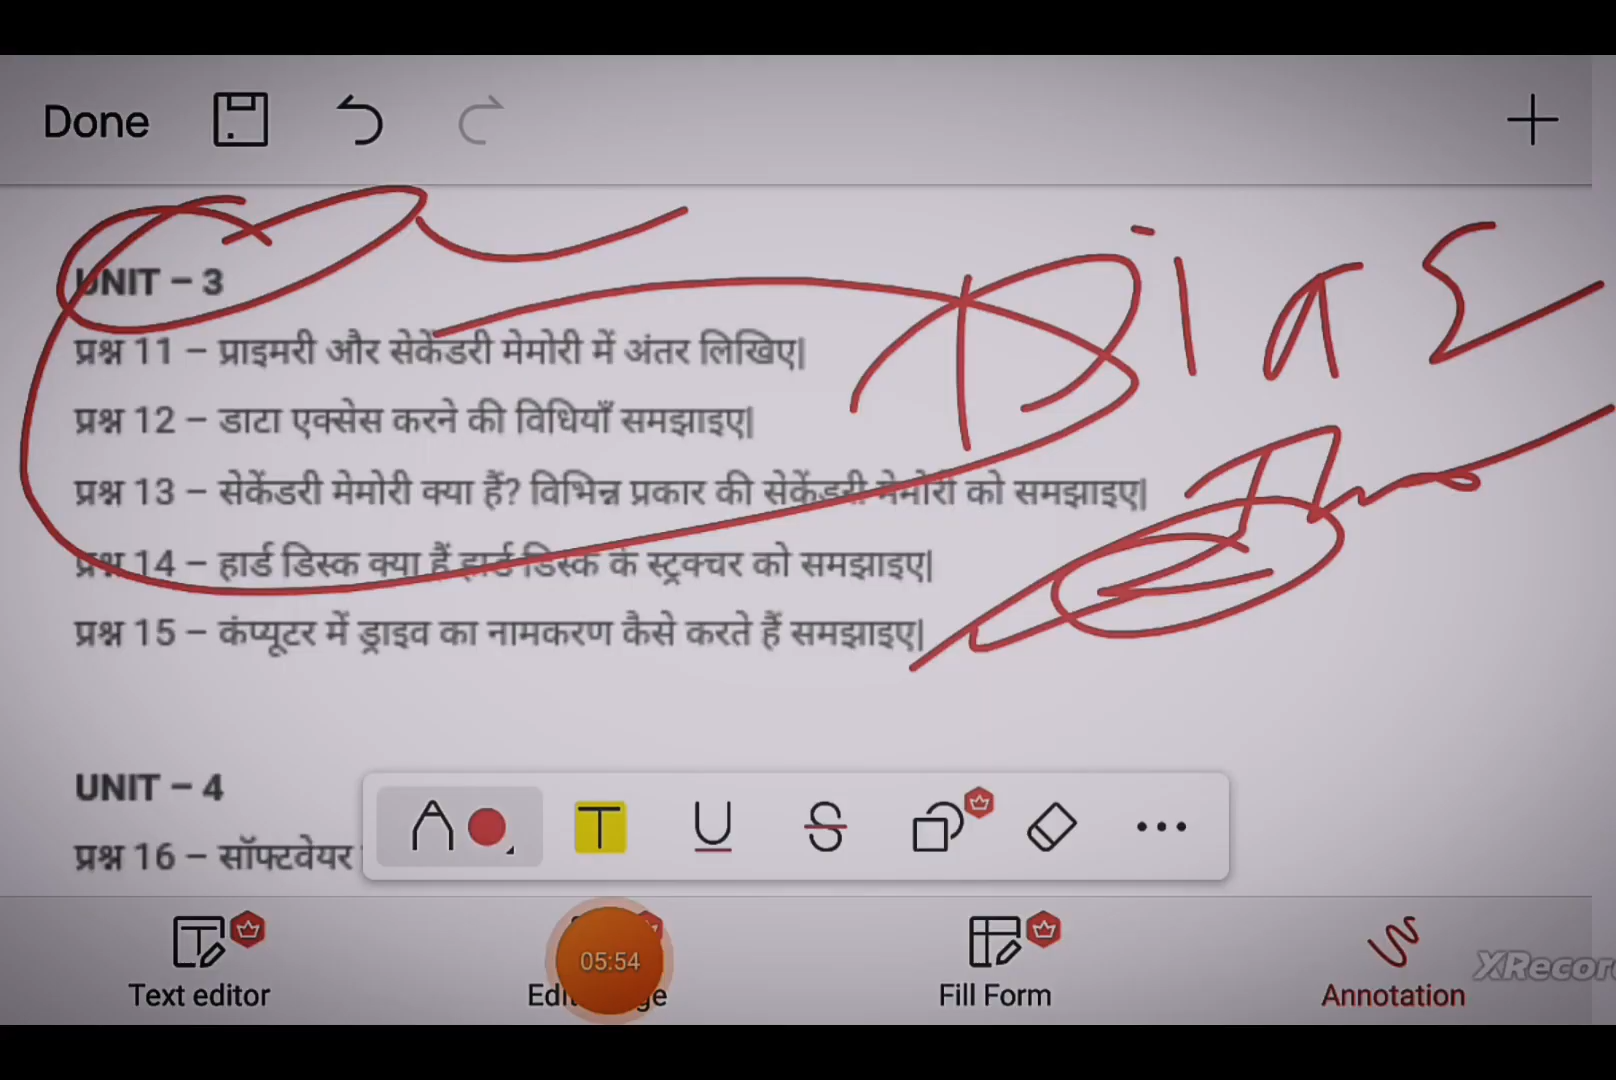 Done
UNIT – 3
प्रश्न 11 – प्राइमरी और सेकेंडरी मेमोरी में अंतर लिखिए|
प्रश्न 12 – डाटा एक्सेस करने की विधियाँ समझाइए|
प्रश्न 13 – सेकेंडरी मेमोरी क्या हैं? विभिन्न प्रकार की सेकेंडरी मेमोरी को समझाइए|
प्रश्न 14 – हार्ड डिस्क क्या हैं हार्ड डिस्क के स्ट्रक्चर को समझाइए|
प्रश्न 15 – कंप्यूटर में ड्राइव का नामकरण कैसे करते हैं समझाइए|
UNIT – 4
प्रश्न 16 – सॉफ्टवेयर
05:54
Text editor
Fill Form
Annotation
XRecor